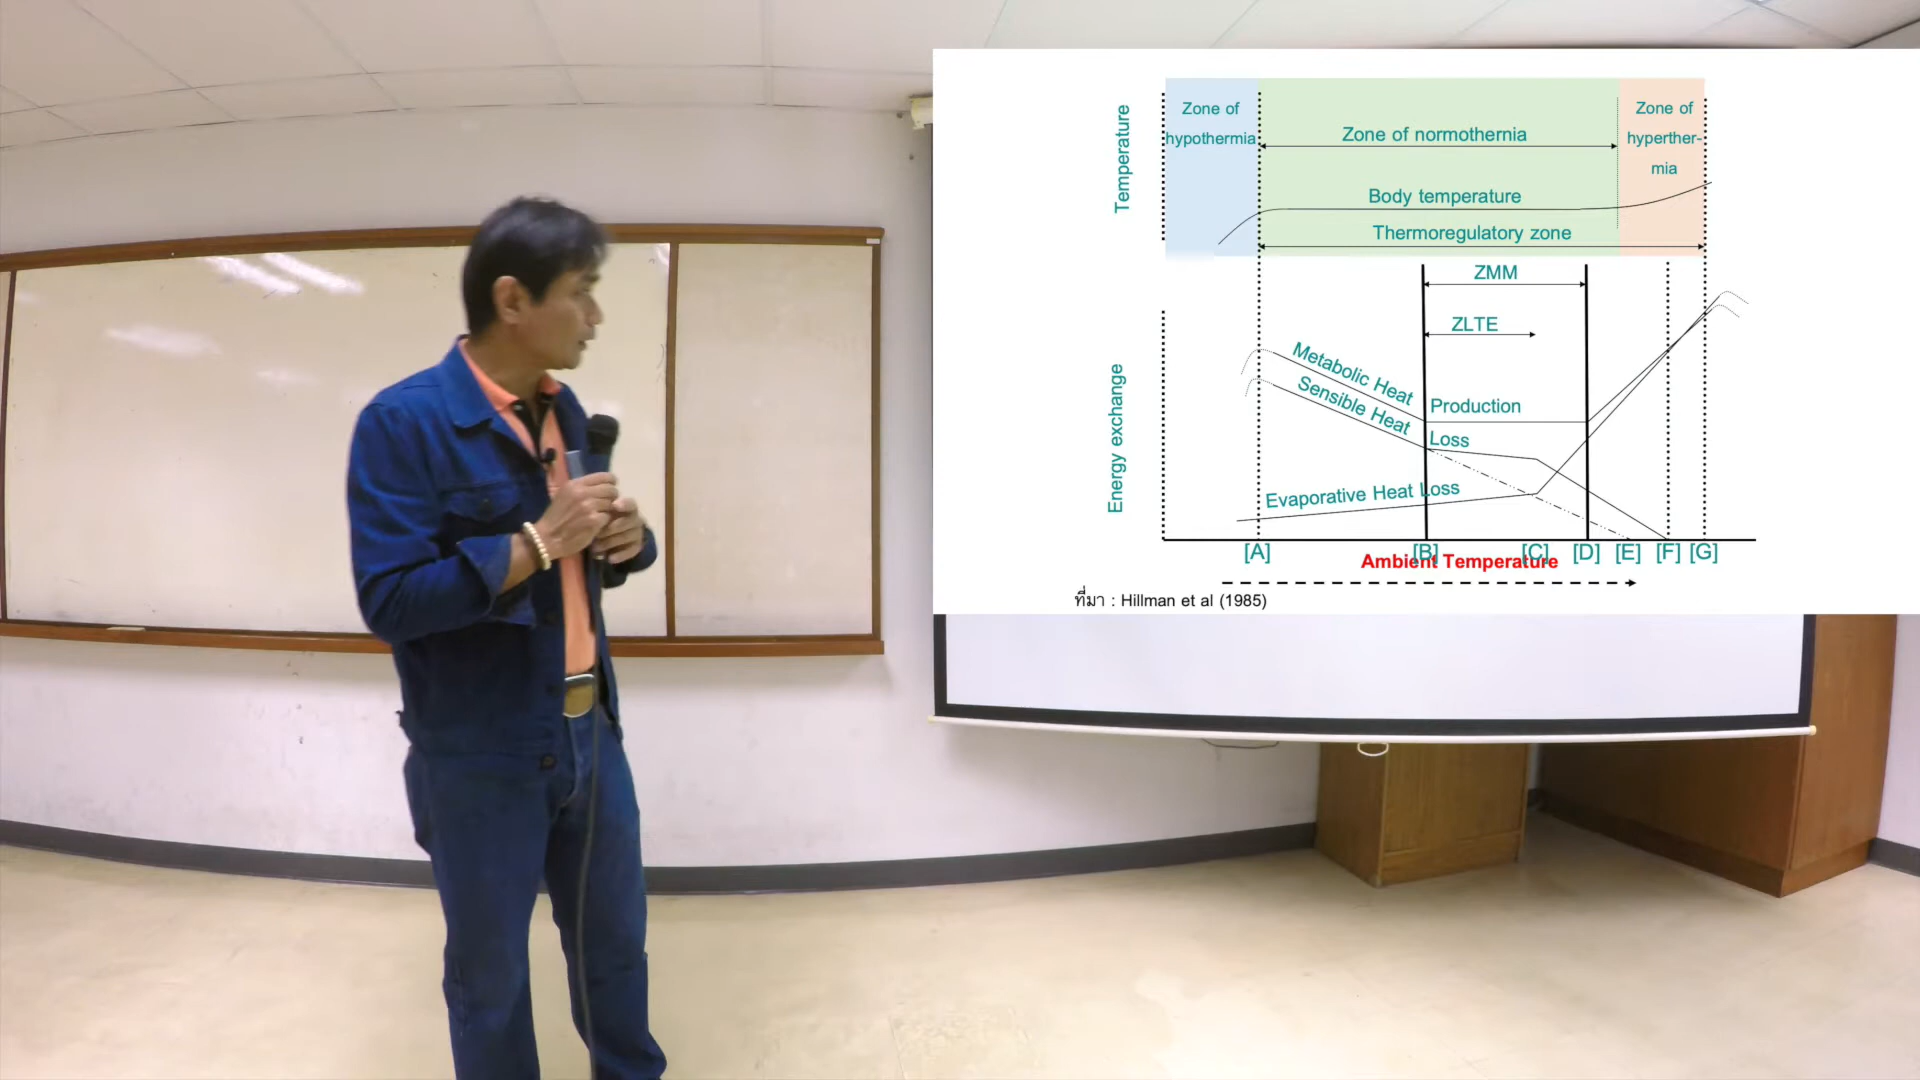 Zone of
hypothermia
Zone of normothernia
Zone of
hyperther-
mia
Temperature
Body temperature
Thermoregulatory zone
ZMM
ZLTE
Energy exchange
Metabolic Heat
Production
Sensible Heat
Loss
Evaporative Heat Loss
[A]
[B]
[C]
[D]
[E]
[F]
[G]
Ambient Temperature
ที่มา : Hillman et al (1985)